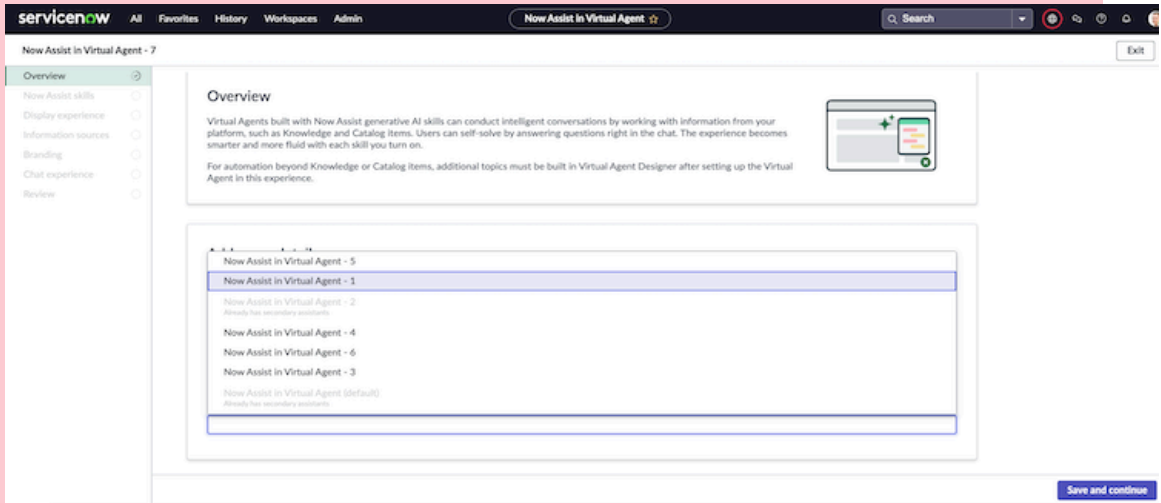 servicenow All Favorites History Workspaces Admin Now Assist in Virtual Agent Search
Now Assist in Virtual Agent - 7 Exit
Overview
Now Assist skills
Display experience
Information sources
Branding
Chat experience
Review
Overview
Virtual Agents built with Now Assist generative AI skills can conduct intelligent conversations by working with information from your
platform, such as Knowledge and Catalog items. Users can self-solve by answering questions right in the chat. The experience becomes
smarter and more fluid with each skill you turn on.
For automation beyond Knowledge or Catalog items, additional topics must be built in Virtual Agent Designer after setting up the Virtual
Agent in this experience.
Now Assist in Virtual Agent - 5
Now Assist in Virtual Agent - 1
Now Assist in Virtual Agent - 2
Already has secondary assistants.
Now Assist in Virtual Agent - 4
Now Assist in Virtual Agent - 6
Now Assist in Virtual Agent - 3
Now Assist in Virtual Agent (default)
Already has secondary assistants.
Save and continue